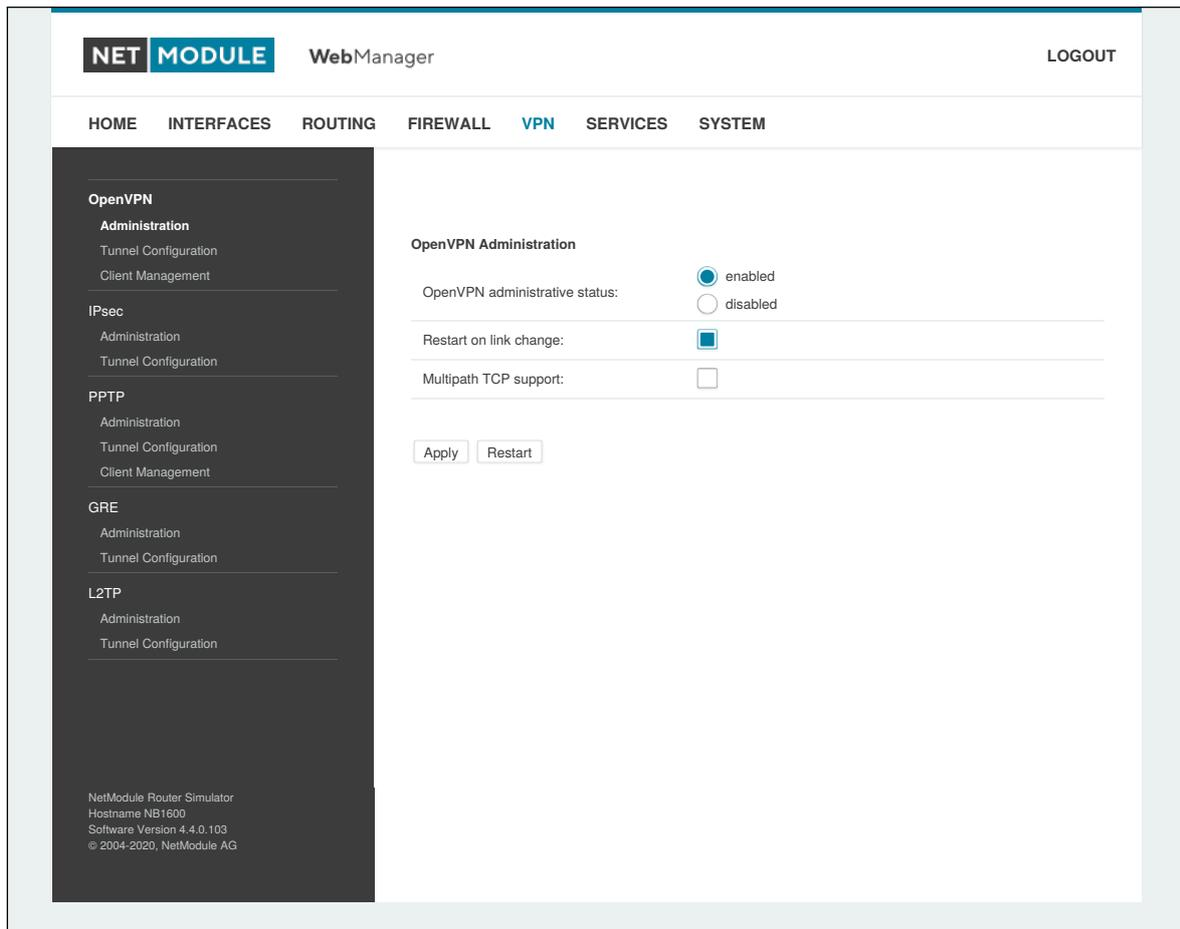 NET MODULE WebManager LOGOUT
HOME INTERFACES ROUTING FIREWALL VPN SERVICES SYSTEM
OpenVPN
Administration
Tunnel Configuration
Client Management
IPsec
Administration
Tunnel Configuration
PPTP
Administration
Tunnel Configuration
Client Management
GRE
Administration
Tunnel Configuration
L2TP
Administration
Tunnel Configuration
NetModule Router Simulator
Hostname NB1600
Software Version 4.4.0.103
© 2004-2020, NetModule AG
OpenVPN Administration
OpenVPN administrative status:
enabled
disabled
Restart on link change:
Multipath TCP support:
Apply Restart